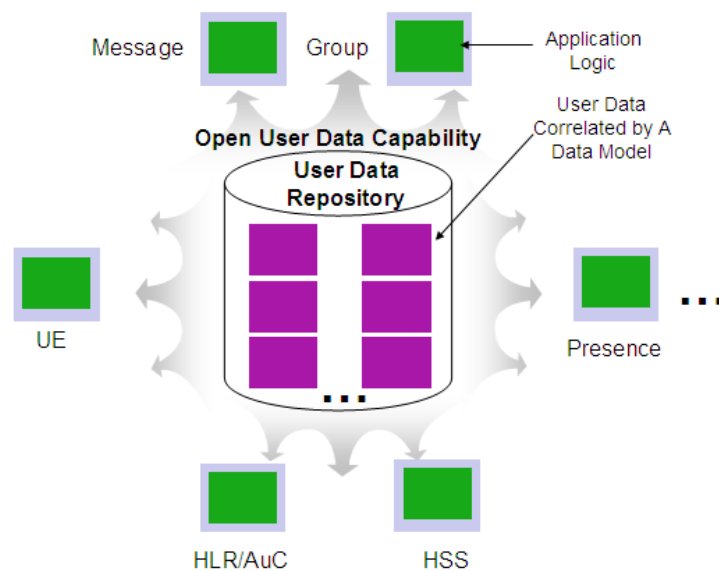 Message
Group
Application
Logic
User Data
Correlated by A
Data Model
Open User Data Capability
User Data
Repository
...
UE
Presence
...
HLR/AuC
HSS